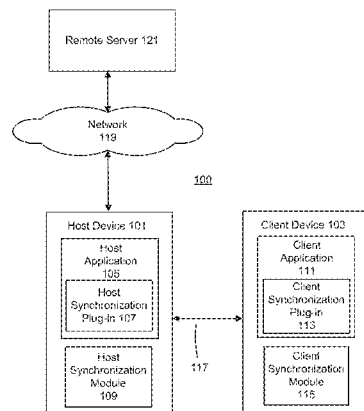 Remote Server 121
Network
119
100
Host Device 101
Host
Application
105
Host
Synchronization
Plug-in 107
Host
Synchronization
Module
109
117
Client Device 103
Client
Application
111
Client
Synchronization
Plug-in
113
Client
Synchronization
Module
115